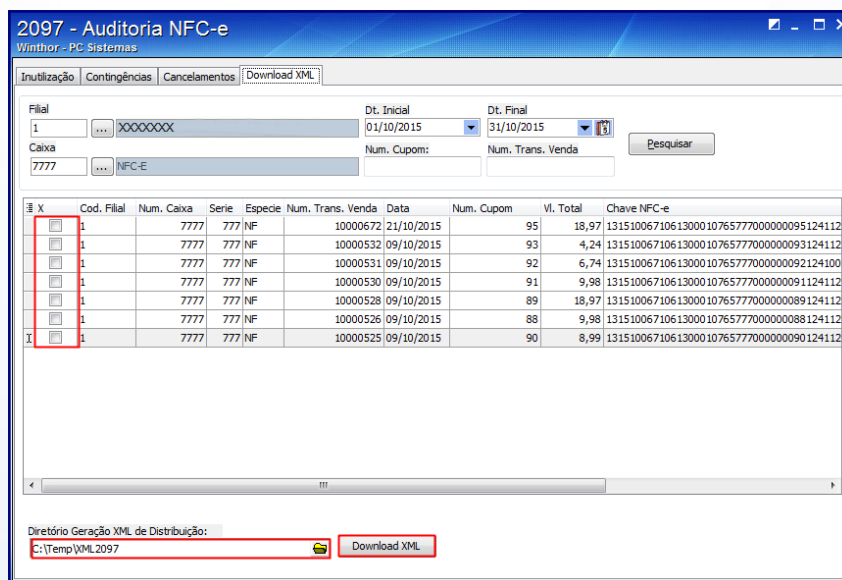 2097 - Auditoria NFC-e
Winthor - PC Sistemas
Inutilização Contingências Cancelamentos Download XML
Filial Dt. Inicial Dt. Final
1 ... XXXXXXX 01/10/2015 31/10/2015
Pesquisar
Caixa Num. Cupom: Num. Trans. Venda
7777 ... NFC-E
X Cod. Filial Num. Caixa Serie Especie Num. Trans. Venda Data Num. Cupom Vl. Total Chave NFC-e
1 7777 777 NF 10000672 21/10/2015 95 18,97 13151006710613000107657770000000095124112
1 7777 777 NF 10000532 09/10/2015 93 4,24 13151006710613000107657770000000093124112
1 7777 777 NF 10000531 09/10/2015 92 6,74 13151006710613000107657770000000092124100
1 7777 777 NF 10000530 09/10/2015 91 9,98 13151006710613000107657770000000091124112
1 7777 777 NF 10000528 09/10/2015 89 18,97 13151006710613000107657770000000089124112
1 7777 777 NF 10000526 09/10/2015 88 9,98 13151006710613000107657770000000088124112
1 7777 777 NF 10000525 09/10/2015 90 8,99 13151006710613000107657770000000090124112
Diretório Geração XML de Distribuição:
C:\Temp\XML2097 Download XML